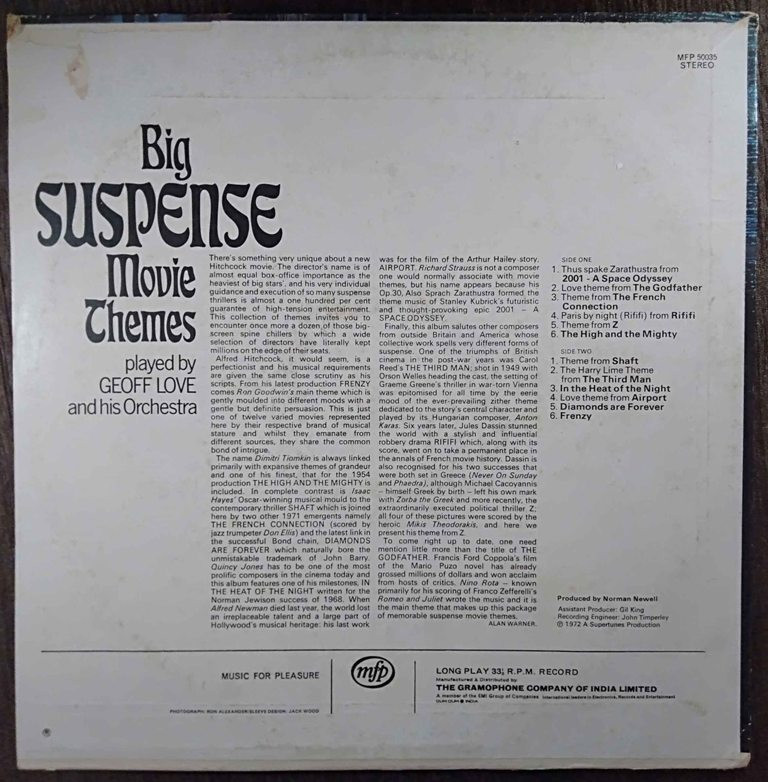 MFP 50035
STEREO
Big
SUSPENSE
Movie
Themes
played by
GEOFF LOVE
and his Orchestra
There's something very unique about a new
Hitchcock movie. The director's name is of
almost equal box-office importance as the
heaviest of big stars', and his very individual
guidance and execution of so many suspense
thrillers is almost a one hundred per cent
guarantee of high-tension entertainment.
This collection of themes invites you to
encounter once more a dozen of those big-
screen spine chillers by which a wide
selection of directors have literally kept
millions on the edge of their seats.
Alfred Hitchcock, it would seem, is a
perfectionist and his musical requirements
are given the same close scrutiny as his
scripts. From his latest production FRENZY
comes Ron Goodwin's main theme which is
gently moulded into different moods with a
gentle but definite persuasion. This is just
one of twelve varied movies represented
here by their respective brand of musical
stature and whilst they emanate from
different sources, they share the common
bond of intrigue.
The name Dimitri Tiomkin is always linked
primarily with expansive themes of grandeur
and one of his finest, that for the 1954
production THE HIGH AND THE MIGHTY is
included. In complete contrast is Isaac
Hayes' Oscar-winning musical mould to the
contemporary thriller SHAFT which is joined
here by two other 1971 emergents namely
THE FRENCH CONNECTION (scored by
jazz trumpeter Don Ellis) and the latest link in
the successful Bond chain, DIAMONDS
ARE FOREVER which naturally bore the
unmistakable trademark of John Barry.
Quincy Jones has to be one of the most
prolific composers in the cinema today and
this album features one of his milestones, IN
THE HEAT OF THE NIGHT written for the
Norman Jewison success of 1968. When
Alfred Newman died last year, the world lost
an irreplaceable talent and a large part of
Hollywood's musical heritage: his last work
was for the film of the Arthur Hailey story,
AIRPORT. Richard Strauss is not a composer
one would normally associate with movie
themes, but his name appears because his
Op.30, Also Sprach Zarathustra formed the
theme music of Stanley Kubrick's futuristic
and thought-provoking epic 2001 – A
SPACE ODYSSEY.
Finally, this album salutes other composers
from outside Britain and America whose
collective work spells very different forms of
suspense. One of the triumphs of British
cinema in the post-war years was Carol
Reed's THE THIRD MAN; shot in 1949 with
Orson Welles heading the cast, the setting of
Graeme Greene's thriller in war-torn Vienna
was epitomised for all time by the eerie
mood of the ever-prevailing zither theme
dedicated to the story's central character and
played by its Hungarian composer, Anton
Karas. Six years later, Jules Dassin stunned
the world with a stylish and influential
robbery drama RIFIFI which, along with its
score, went on to take a permanent place in
the annals of French movie history. Dassin is
also recognised for his two successes that
were both set in Greece (Never On Sunday
and Phaedra), although Michael Cacoyannis
– himself Greek by birth – left his own mark
with Zorba the Greek and more recently, the
extraordinarily executed political thriller Z;
all four of these pictures were scored by the
heroic Mikis Theodorakis, and here we
present his theme from Z.
To come right up to date, one need
mention little more than the title of THE
GODFATHER. Francis Ford Coppola's film
of the Mario Puzo novel has already
grossed millions of dollars and won acclaim
from hosts of critics. Nino Rota – known
primarily for his scoring of Franco Zefferelli's
Romeo and Juliet wrote the music and it is
the main theme that makes up this package
of memorable suspense movie themes.
ALAN WARNER.
SIDE ONE
1. Thus spake Zarathustra from
2001 - A Space Odyssey
2. Love theme from The Godfather
3. Theme from The French
Connection
4. Paris by night (Rififi) from Rififi
5. Theme from Z
6. The High and the Mighty
SIDE TWO
1. Theme from Shaft
2. The Harry Lime Theme
from The Third Man
3. In the Heat of the Night
4. Love theme from Airport
5. Diamonds are Forever
6. Frenzy
Produced by Norman Newell
Assistant Producer: Gil King
Recording Engineer: John Timperley
℗ 1972 A Supertunes Production
MUSIC FOR PLEASURE
mfp
LONG PLAY 33⅓ R.P.M. RECORD
Manufactured & Distributed by
THE GRAMOPHONE COMPANY OF INDIA LIMITED
A member of the EMI Group of Companies International leaders in Electronics, Records and Entertainment
DUM DUM INDIA
PHOTOGRAPH: RON ALEXANDER/SLEEVE DESIGN: JACK WOOD